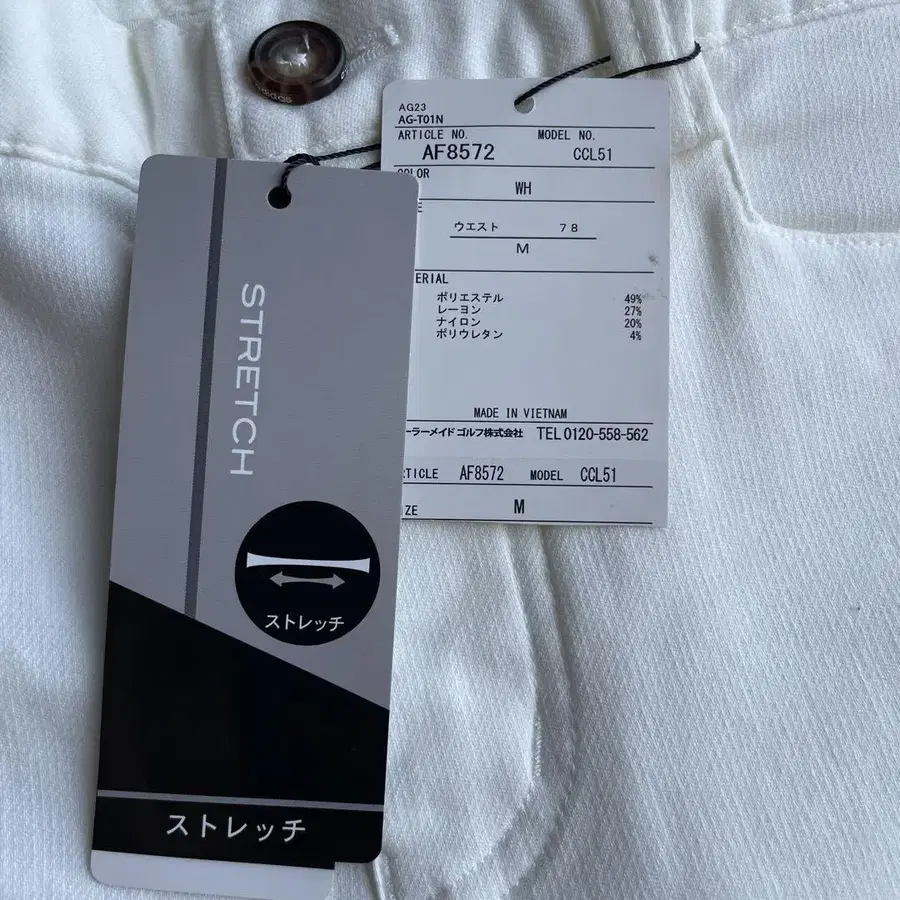 adidas
AG23
AG-T01N
ARTICLE NO. MODEL NO.
AF8572 CCL51
WH
ウエスト 78
M
ポリエステル 49%
レーヨン 27%
ナイロン 20%
ポリウレタン 4%
MADE IN VIETNAM
ーラーメイド ゴルフ株式会社 TEL 0120-558-562
ARTICLE AF8572 MODEL CCL51
M
STRETCH
ストレッチ
ストレッチ